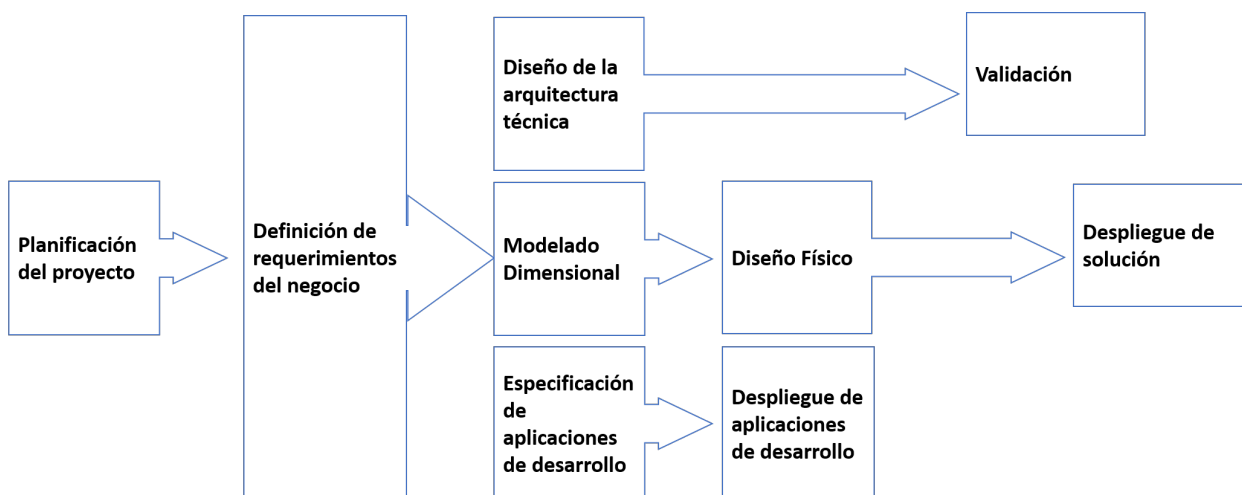 Planificación
del proyecto
Definición de
requerimientos
del negocio
Diseño de la
arquitectura
técnica
Validación
Modelado
Dimensional
Diseño Físico
Despliegue de
solución
Especificación
de
aplicaciones
de desarrollo
Despliegue de
aplicaciones
de desarrollo